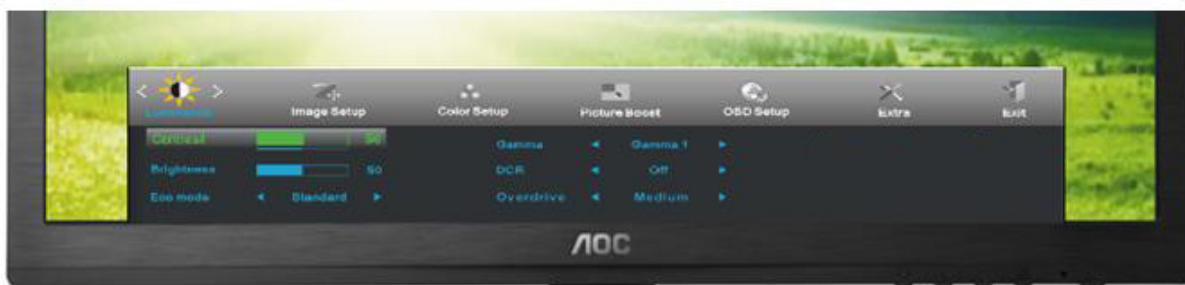 Luminance
Image Setup
Color Setup
Picture Boost
OSD Setup
Extra
Exit
Contrast 50
Gamma Gamma 1
Brightness 50
DCR Off
Eco mode Standard
Overdrive Medium
AOC